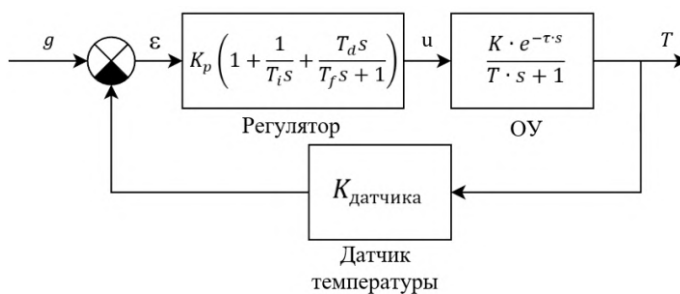 g
ε
K_p (1 + 1/(T_i s) + T_d s/(T_f s + 1))
u
K · e^{−τ·s}/(T · s + 1)
T
Регулятор
ОУ
K_датчика
Датчик
температуры